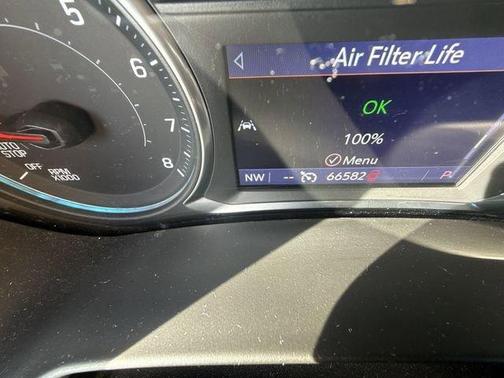 Air Filter Life
OK
100%
Menu
NW -- 66582 P
5
6
7
8
AUTO
STOP
OFF
RPM
x1000